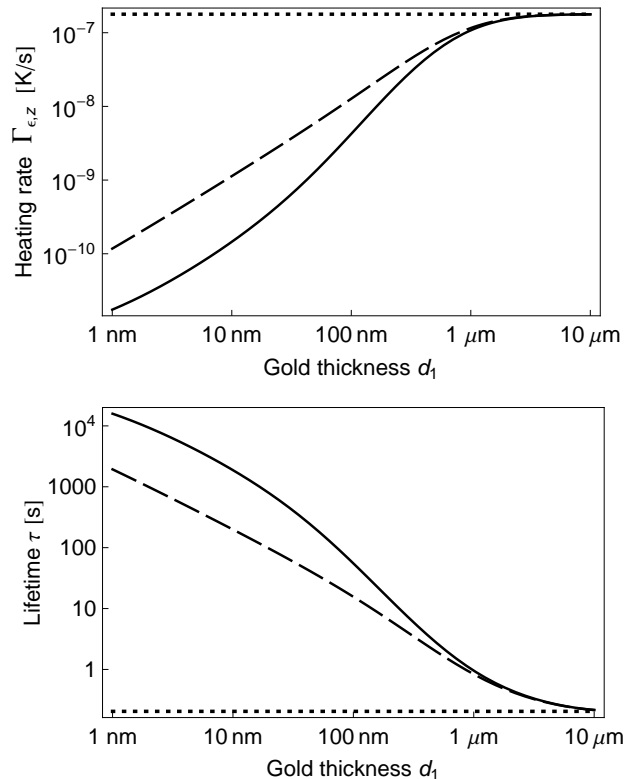 Heating rate Γϵ,z [K/s]
10⁻⁷
10⁻⁸
10⁻⁹
10⁻¹⁰
1 nm 10 nm 100 nm 1 μm 10 μm
Gold thickness d₁
Lifetime τ [s]
10⁴
1000
100
10
1
1 nm 10 nm 100 nm 1 μm 10 μm
Gold thickness d₁